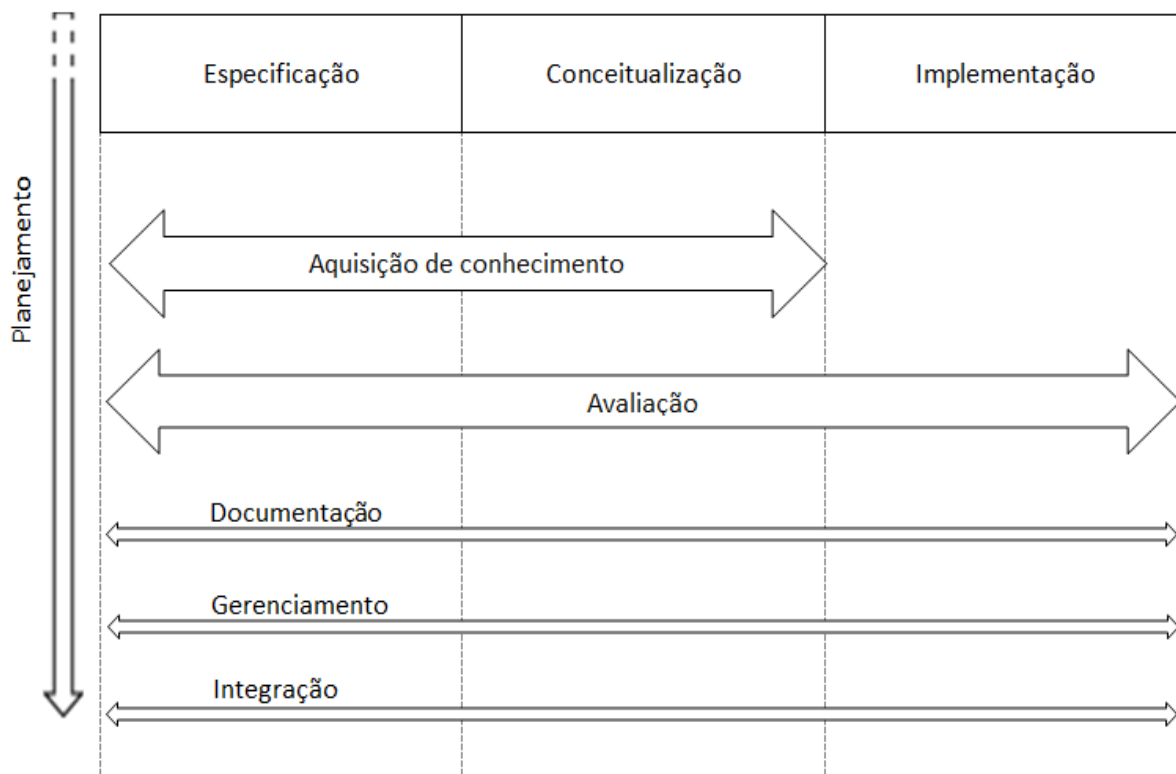 Especificação
Conceitualização
Implementação
Planejamento
Aquisição de conhecimento
Avaliação
Documentação
Gerenciamento
Integração